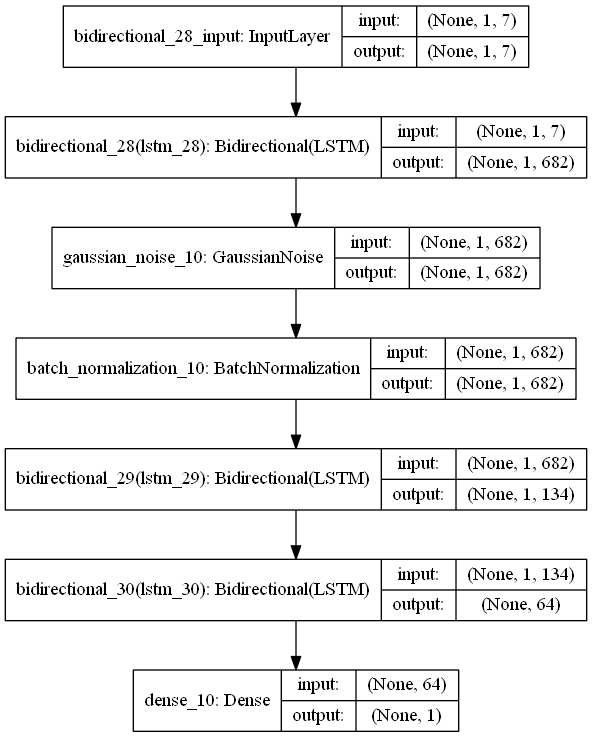 bidirectional_28_input: InputLayer
input: (None, 1, 7)
output: (None, 1, 7)
bidirectional_28(lstm_28): Bidirectional(LSTM)
input: (None, 1, 7)
output: (None, 1, 682)
gaussian_noise_10: GaussianNoise
input: (None, 1, 682)
output: (None, 1, 682)
batch_normalization_10: BatchNormalization
input: (None, 1, 682)
output: (None, 1, 682)
bidirectional_29(lstm_29): Bidirectional(LSTM)
input: (None, 1, 682)
output: (None, 1, 134)
bidirectional_30(lstm_30): Bidirectional(LSTM)
input: (None, 1, 134)
output: (None, 64)
dense_10: Dense
input: (None, 64)
output: (None, 1)